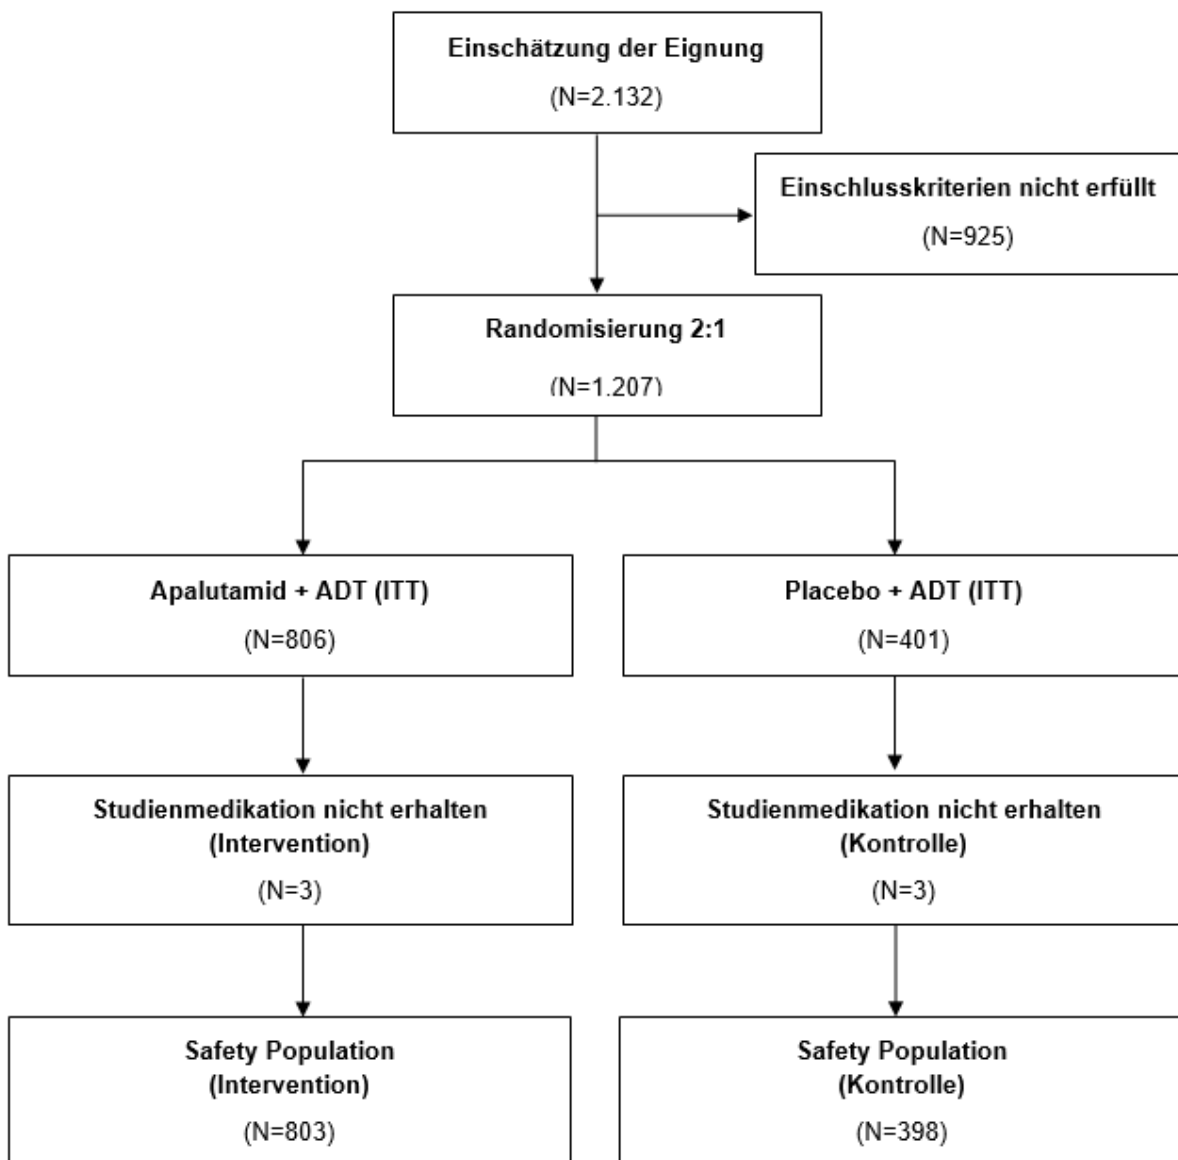 Einschätzung der Eignung
(N=2.132)
Einschlusskriterien nicht erfüllt
(N=925)
Randomisierung 2:1
(N=1.207)
Apalutamid + ADT (ITT)
(N=806)
Placebo + ADT (ITT)
(N=401)
Studienmedikation nicht erhalten
(Intervention)
(N=3)
Studienmedikation nicht erhalten
(Kontrolle)
(N=3)
Safety Population
(Intervention)
(N=803)
Safety Population
(Kontrolle)
(N=398)